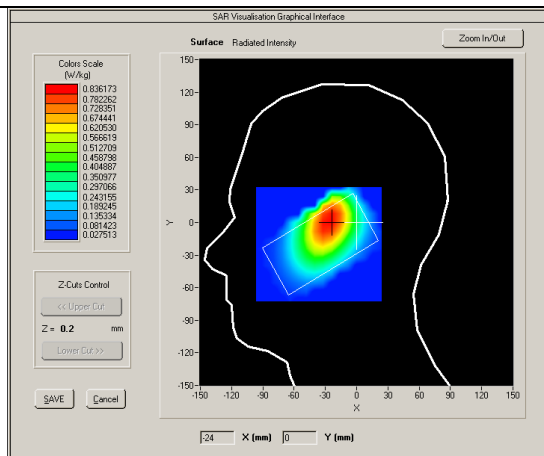 SAR Visualisation Graphical Interface
Surface Radiated Intensity
Zoom In/Out
Colors Scale
(W/kg)
0.836173
0.782262
0.728351
0.674441
0.620530
0.566619
0.512709
0.458798
0.404887
0.350977
0.297066
0.243155
0.189245
0.135334
0.081423
0.027513
Z-Cuts Control
<< Upper Cut
Z = 0.2 mm
Lower Cut >>
SAVE
Cancel
150
120
90
60
30
0
-30
-60
-90
-120
-150
Y
-150 -120 -90 -60 -30 0 30 60 90 120 150
X
-24 X (mm) 0 Y (mm)